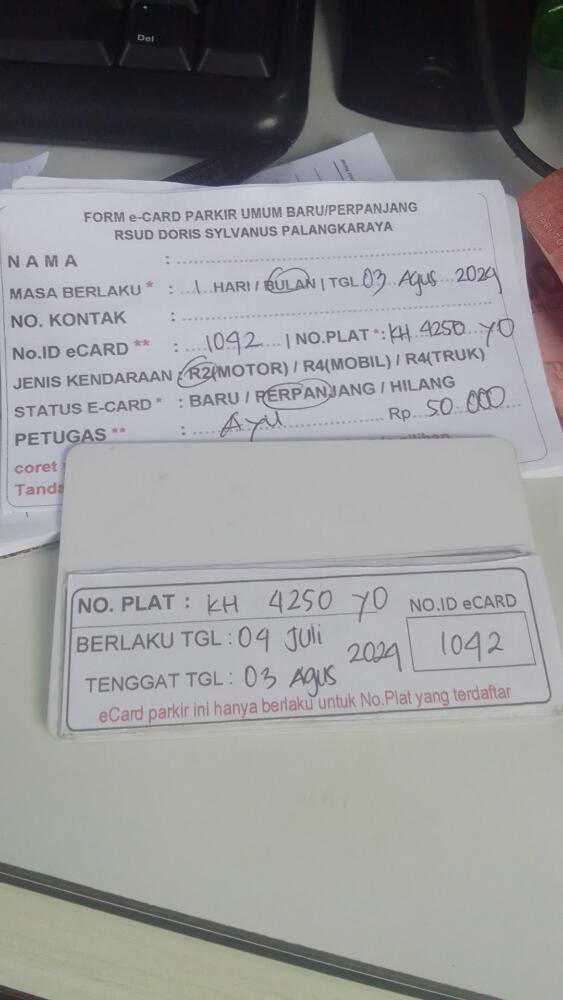 Del
FORM e-CARD PARKIR UMUM BARU/PERPANJANG
RSUD DORIS SYLVANUS PALANGKARAYA
NAMA :
MASA BERLAKU * : 1 HARI / BULAN | TGL 03 Agus 2024
NO. KONTAK :
No.ID eCARD ** : 1042 | NO.PLAT * : KH 4250 YO
JENIS KENDARAAN : R2(MOTOR) / R4(MOBIL) / R4(TRUK)
STATUS E-CARD * : BARU / PERPANJANG / HILANG
PETUGAS ** : Ayu Rp 50.000
coret
Tanda
NO. PLAT : KH 4250 YO NO.ID eCARD
BERLAKU TGL : 04 Juli 2024 1042
TENGGAT TGL : 03 Agus
eCard parkir ini hanya berlaku untuk No.Plat yang terdaftar